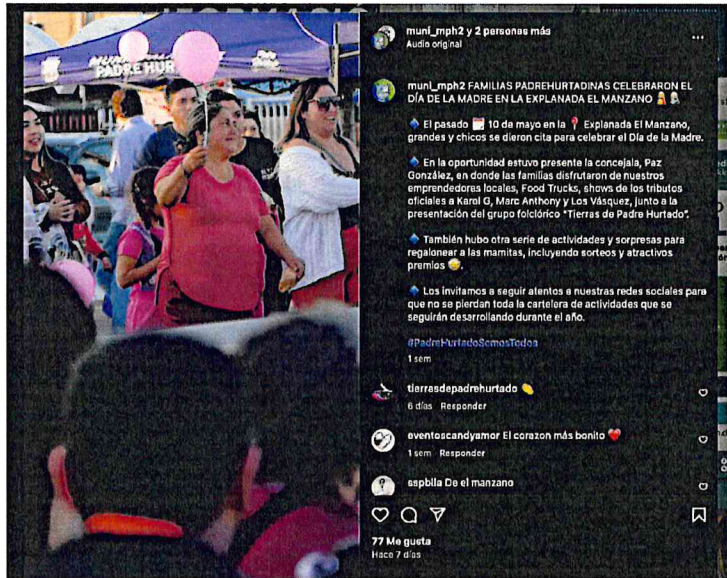 INFORMACIÓ
PADRE HUR
muni_mph2 y 2 personas más
Audio original
muni_mph2 FAMILIAS PADREHURTADINAS CELEBRARON EL
DÍA DE LA MADRE EN LA EXPLANADA EL MANZANO
El pasado 10 de mayo en la Explanada El Manzano,
grandes y chicos se dieron cita para celebrar el Día de la Madre.
En la oportunidad estuvo presente la concejala, Paz
González, en donde las familias disfrutaron de nuestros
emprendedores locales, Food Trucks, shows de los tributos
oficiales a Karol G, Marc Anthony y Los Vásquez, junto a la
presentación del grupo folclórico "Tierras de Padre Hurtado".
También hubo otra serie de actividades y sorpresas para
regalonear a las mamitas, incluyendo sorteos y atractivos
premios 🤩.
Los invitamos a seguir atentos a nuestras redes sociales para
que no se pierdan toda la cartelera de actividades que se
seguirán desarrollando durante el año.
#PadreHurtadoSomosTodos
1 sem
tierrasdepadrehurtado 👏
6 días Responder
eventoscandyamor El corazon más bonito ❤️
1 sem Responder
aspblla De el manzano
77 Me gusta
Hace 7 días